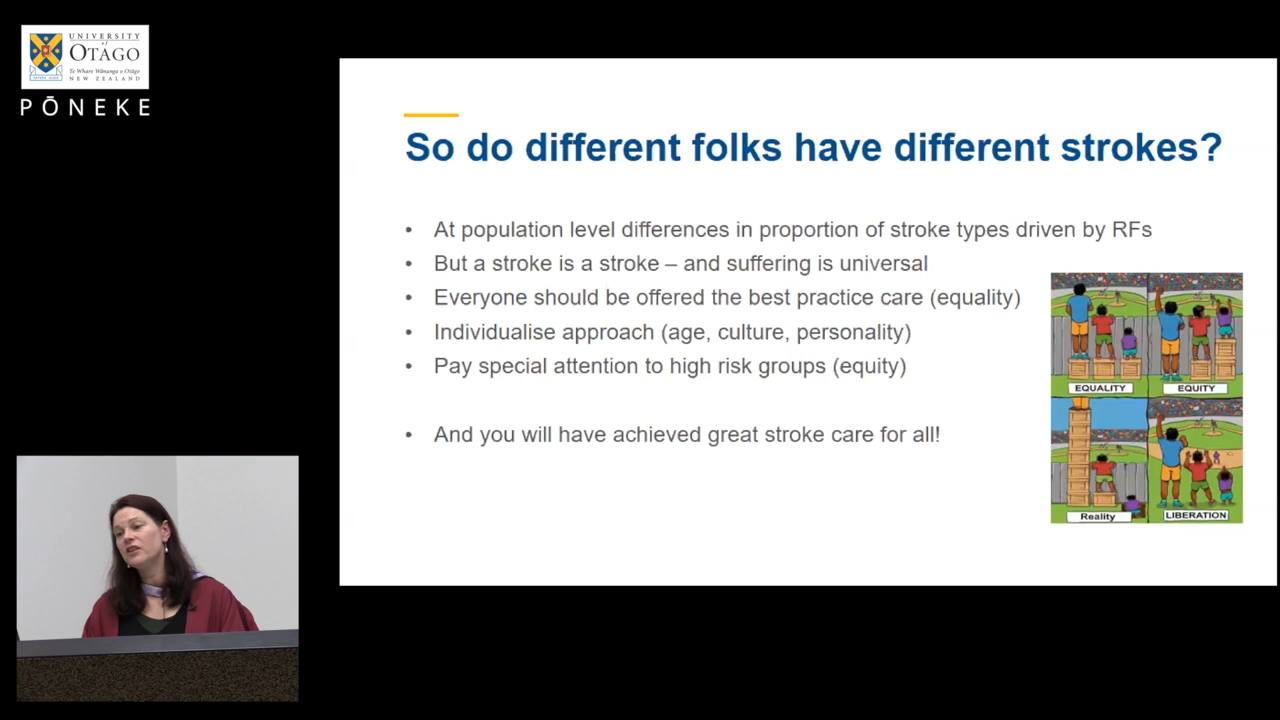 UNIVERSITY
of
OTAGO
Te Whare Wānanga o Otāgo
NEW ZEALAND
PŌNEKE
So do different folks have different strokes?
• At population level differences in proportion of stroke types driven by RFs
• But a stroke is a stroke – and suffering is universal
• Everyone should be offered the best practice care (equality)
• Individualise approach (age, culture, personality)
• Pay special attention to high risk groups (equity)
• And you will have achieved great stroke care for all!
EQUALITY
EQUITY
Reality
LIBERATION